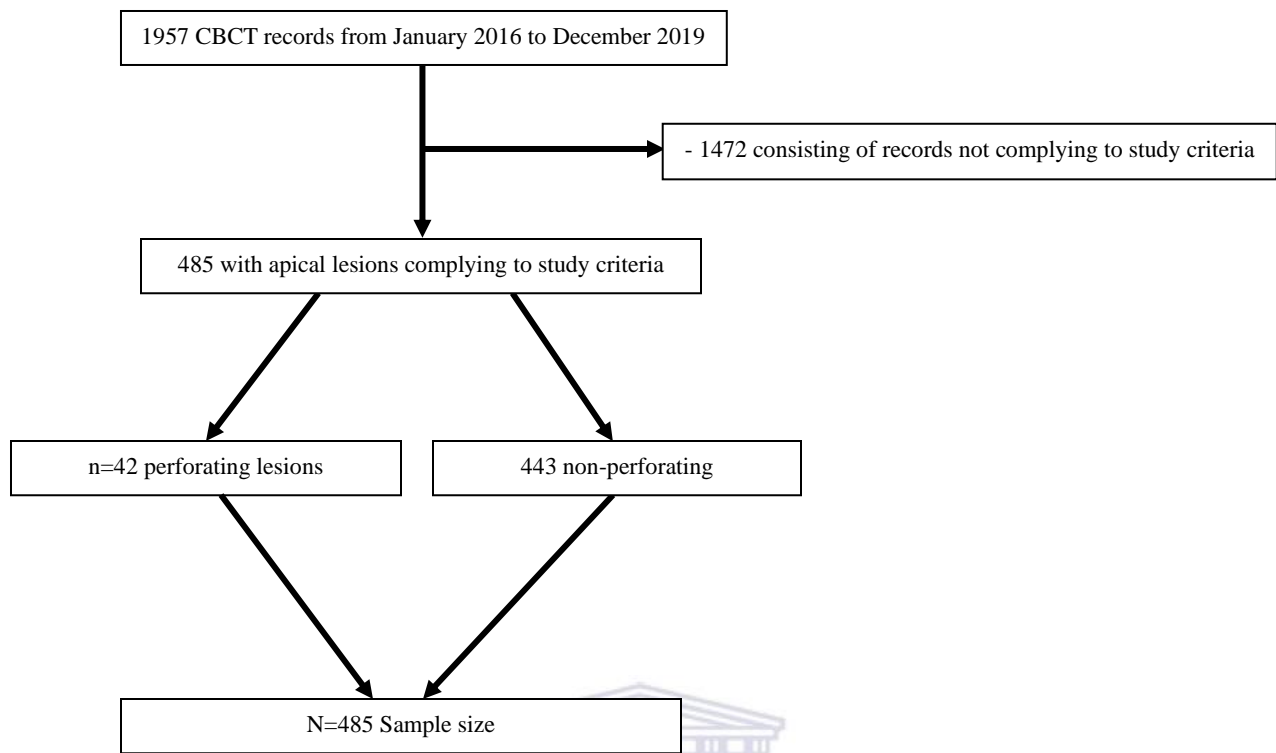 1957 CBCT records from January 2016 to December 2019
- 1472 consisting of records not complying to study criteria
485 with apical lesions complying to study criteria
n=42 perforating lesions
443 non-perforating
N=485 Sample size